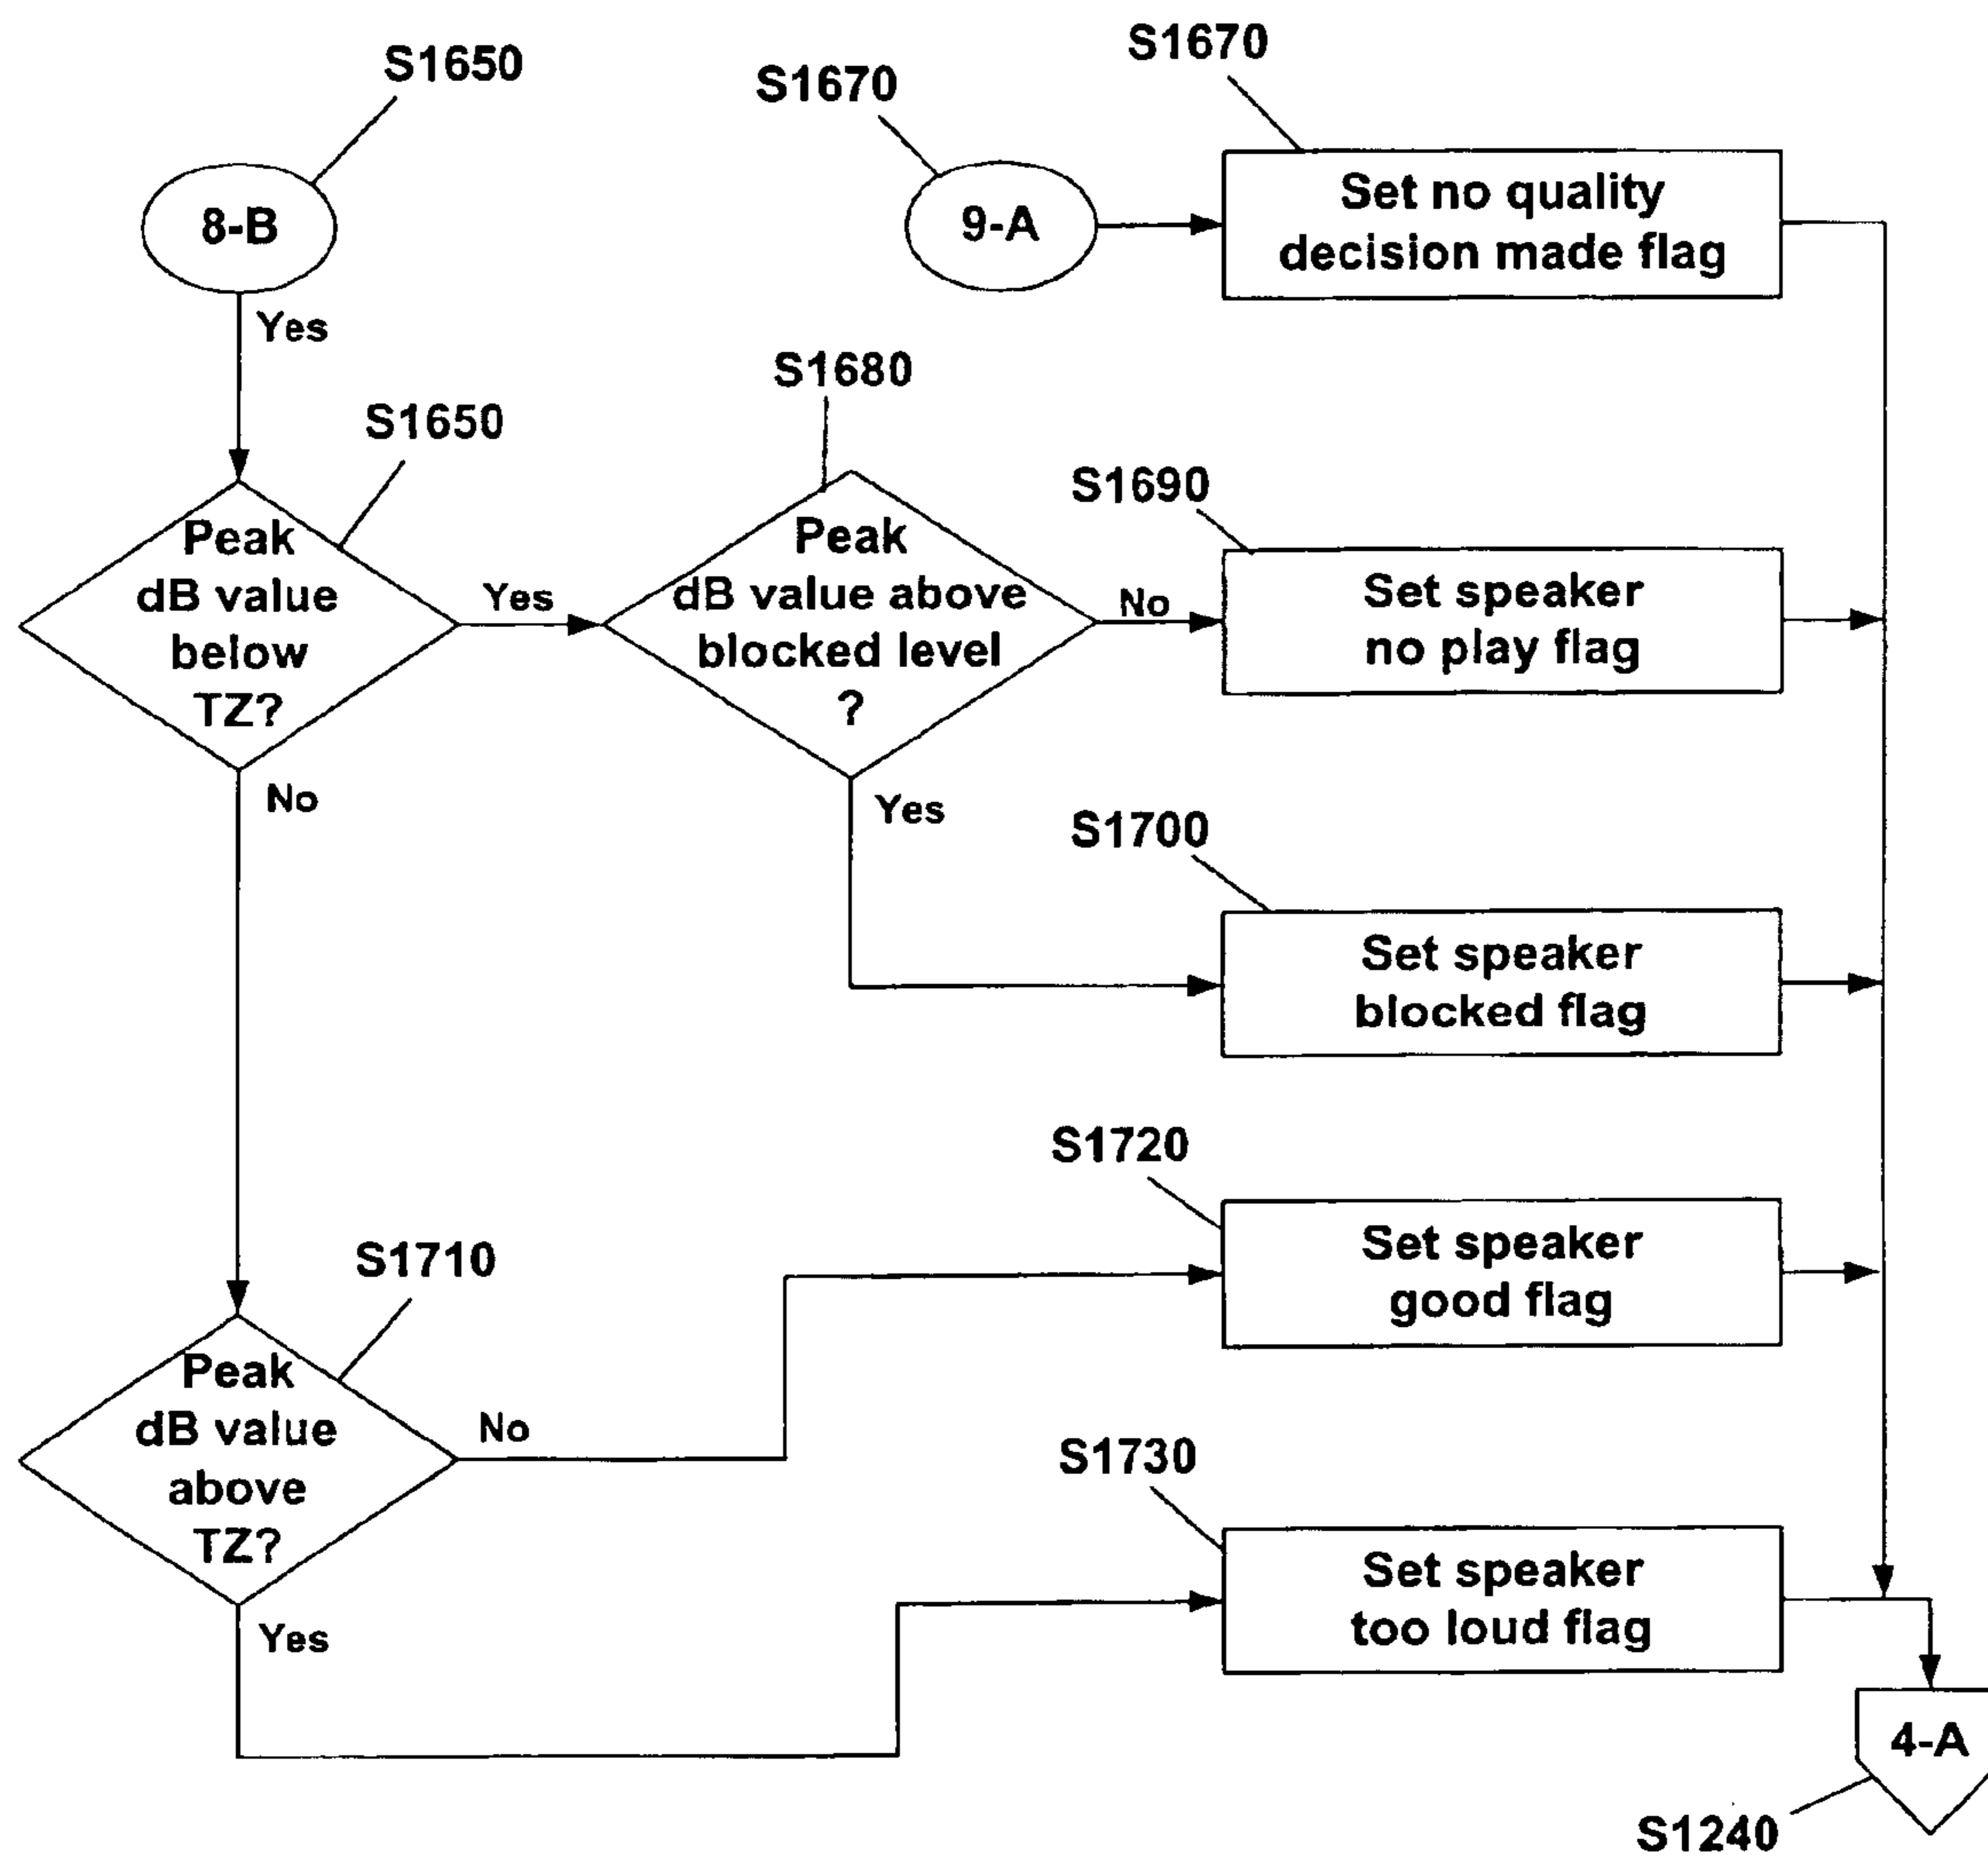 S1650
S1670
S1670
8-B
9-A
Set no quality
decision made flag
Yes
S1650
S1680
S1690
Peak
dB value
below
TZ?
Yes
Peak
dB value above
blocked level
?
No
Set speaker
no play flag
No
Yes
S1700
Set speaker
blocked flag
S1720
Set speaker
good flag
S1710
Peak
dB value
above
TZ?
No
Yes
S1730
Set speaker
too loud flag
4-A
S1240